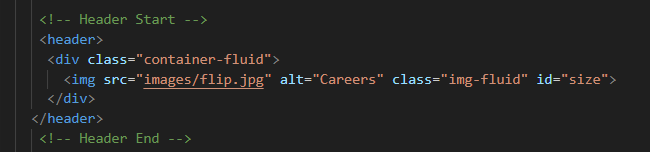 <!-- Header Start -->
<header>
<div class="container-fluid">
<img src="images/flip.jpg" alt="Careers" class="img-fluid" id="size">
</div>
</header>
<!-- Header End -->